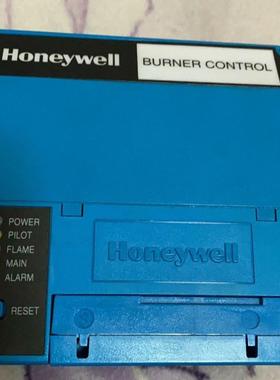 Honeywell
BURNER CONTROL
POWER
PILOT
FLAME
MAIN
ALARM
RESET
Honeywell